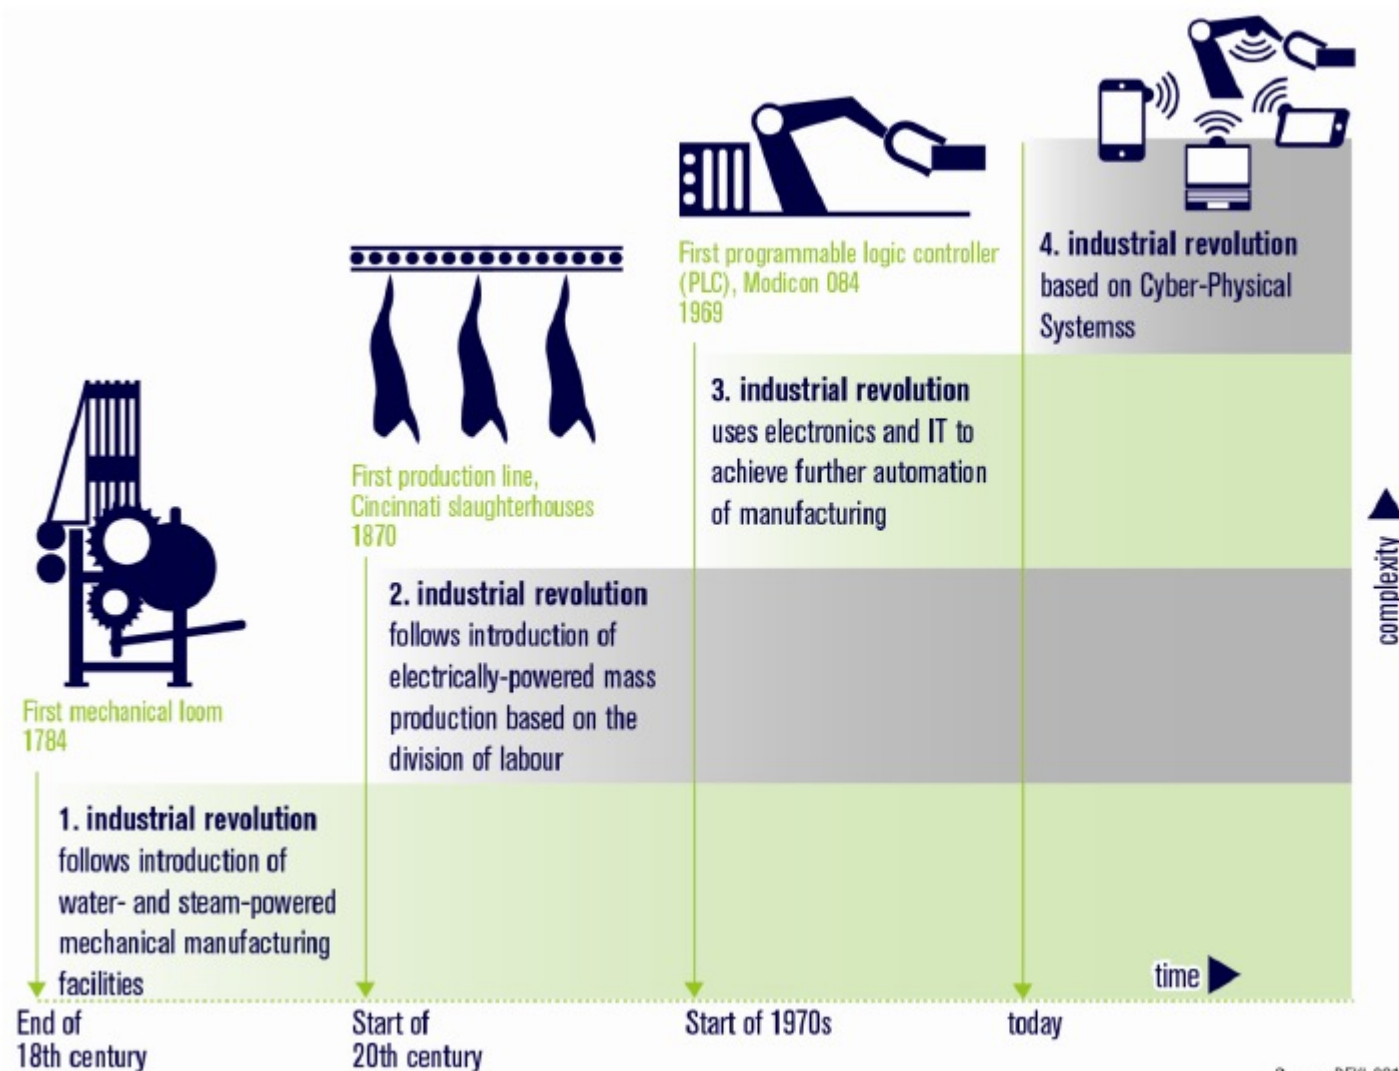 First mechanical loom
1784
First production line,
Cincinnati slaughterhouses
1870
First programmable logic controller
(PLC), Modicon 084
1969
4. industrial revolution
based on Cyber-Physical
Systemss
3. industrial revolution
uses electronics and IT to
achieve further automation
of manufacturing
2. industrial revolution
follows introduction of
electrically-powered mass
production based on the
division of labour
1. industrial revolution
follows introduction of
water- and steam-powered
mechanical manufacturing
facilities
complexity
time
End of
18th century
Start of
20th century
Start of 1970s
today